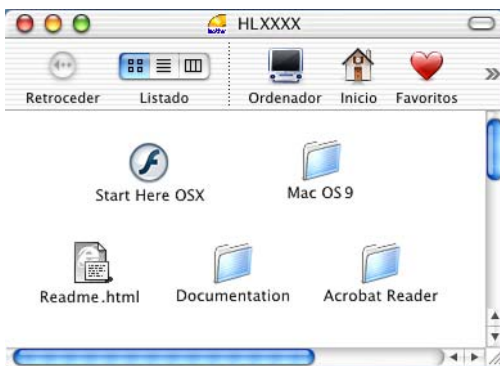 HLXXXX
Retroceder Listado Ordenador Inicio Favoritos
Start Here OSX Mac OS 9
Readme.html Documentation Acrobat Reader